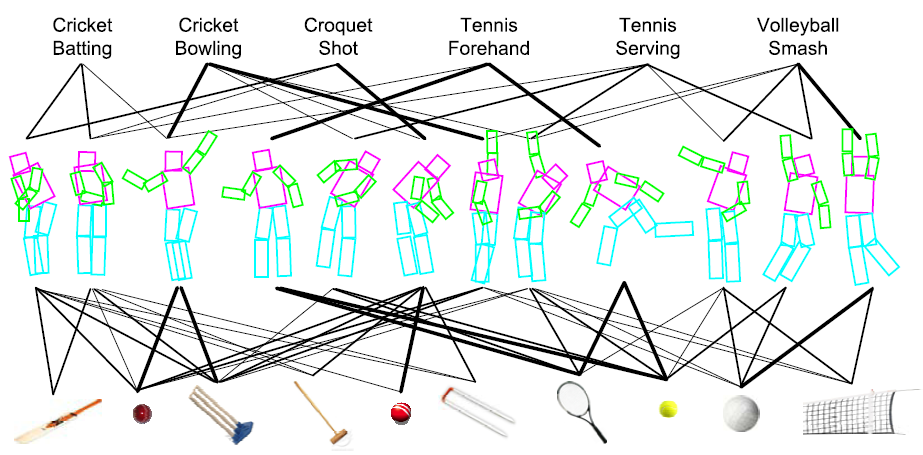 Cricket Batting
Cricket Bowling
Croquet Shot
Tennis Forehand
Tennis Serving
Volleyball Smash